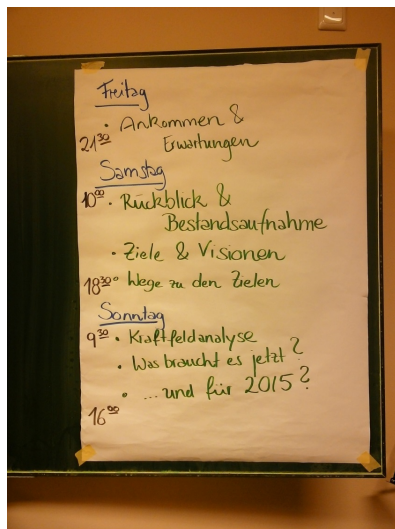 Freitag
• Ankommen &
21³⁰ Erwartungen
Samstag
10⁰⁰ • Rückblick &
Bestandsaufnahme
• Ziele & Visionen
18³⁰ • Wege zu den Zielen
Sonntag
9³⁰ • Kraftfeldanalyse
• Was braucht es jetzt?
• ...und für 2015?
16⁰⁰